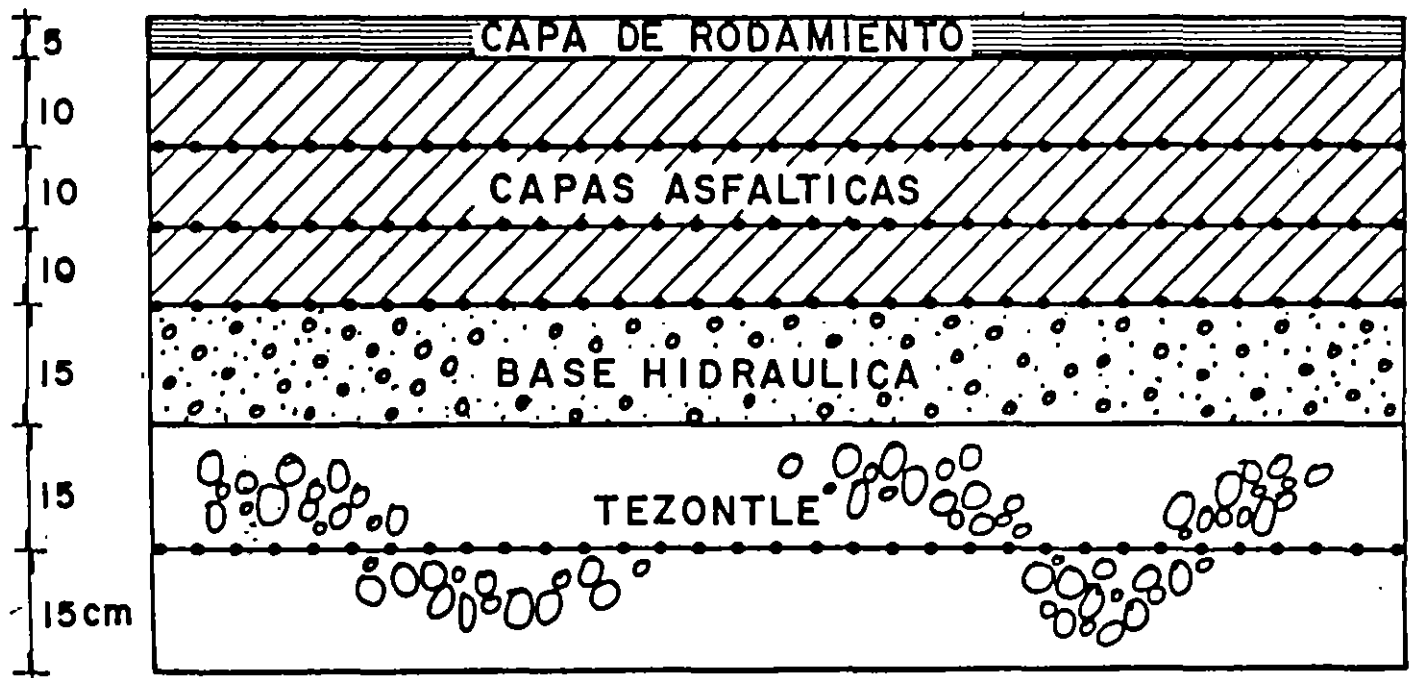 5 CAPA DE RODAMIENTO
10
10 CAPAS ASFALTICAS
10
15 BASE HIDRAULICA
15 TEZONTLE
15cm